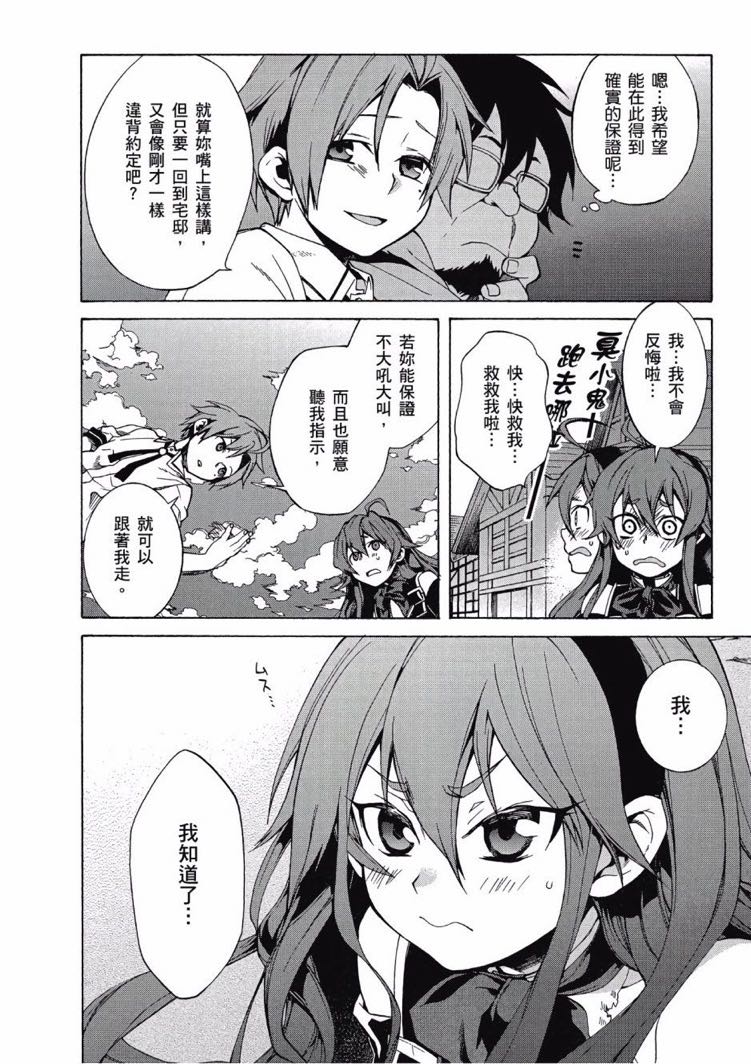 嗯…我希望
能在此得到
確實的保證呢…
就算妳嘴上這樣講，
但只要一回到宅邸，
又會像剛才一樣
違背約定吧？
我…我不會
反悔啦…
臭小鬼
跑去哪
快…快救我…
救救我啦…
若妳能保證
不大吼大叫，
而且也願意
聽我指示，
就可以
跟著我走。
我…
ムス…
我知道了…